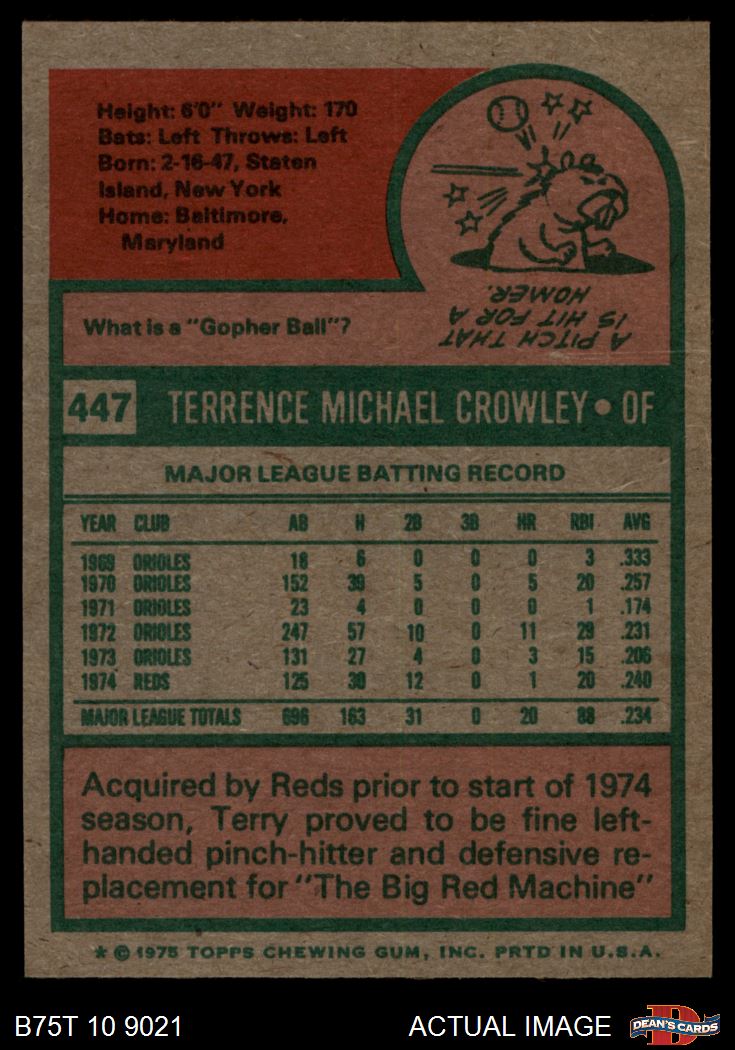 Height: 6'0" Weight: 170
Bats: Left Throws: Left
Born: 2-16-47, Staten
Island, New York
Home: Baltimore,
Maryland
What is a "Gopher Ball"?
A PITCH THAT
IS HIT FOR A
HOMER.
447 TERRENCE MICHAEL CROWLEY • OF
MAJOR LEAGUE BATTING RECORD
YEAR CLUB AB H 2B 3B HR RBI AVG
1969 ORIOLES 18 6 0 0 0 3 .333
1970 ORIOLES 152 39 5 0 5 20 .257
1971 ORIOLES 23 4 0 0 0 1 .174
1972 ORIOLES 247 57 10 0 11 29 .231
1973 ORIOLES 131 27 4 0 3 15 .206
1974 REDS 125 30 12 0 1 20 .240
MAJOR LEAGUE TOTALS 696 163 31 0 20 88 .234
Acquired by Reds prior to start of 1974
season, Terry proved to be fine left-
handed pinch-hitter and defensive re-
placement for "The Big Red Machine"
* © 1975 TOPPS CHEWING GUM, INC. PRTD IN U.S.A.
B75T 10 9021 ACTUAL IMAGE
D DEAN'S CARDS